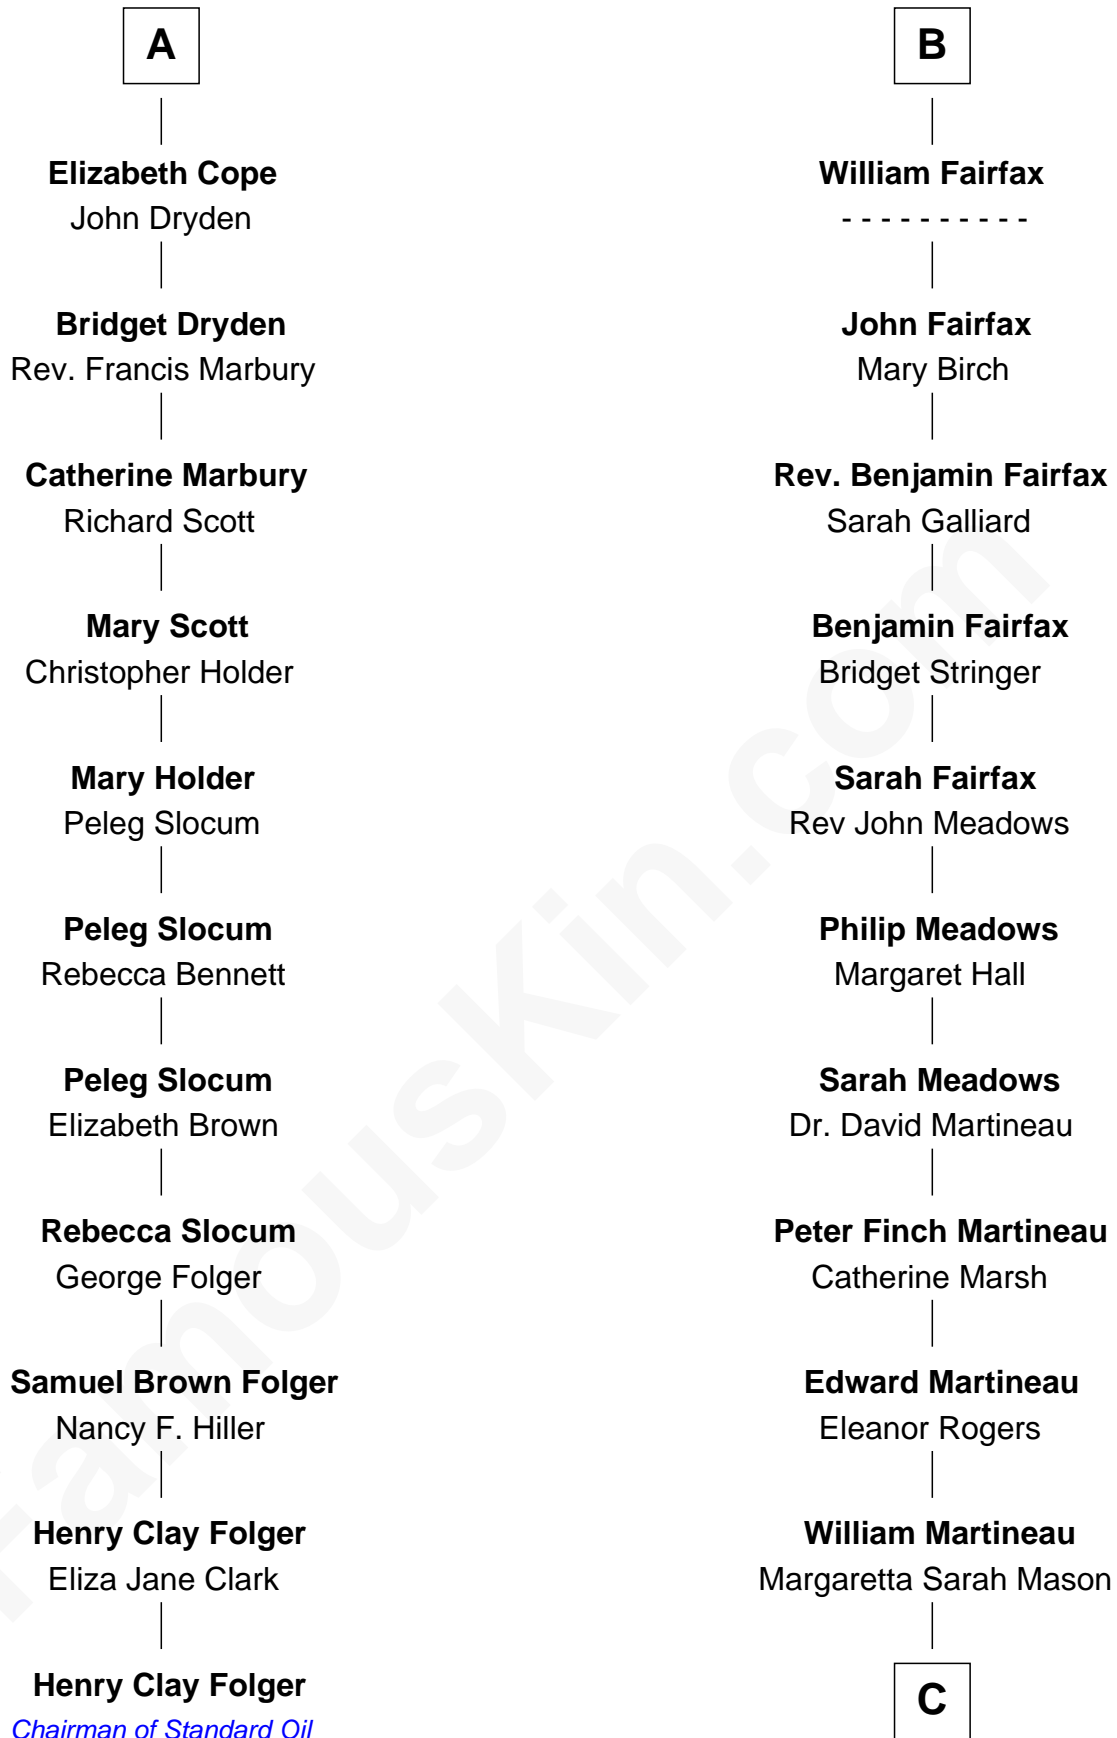 A
Elizabeth Cope
John Dryden
Bridget Dryden
Rev. Francis Marbury
Catherine Marbury
Richard Scott
Mary Scott
Christopher Holder
Mary Holder
Peleg Slocum
Peleg Slocum
Rebecca Bennett
Peleg Slocum
Elizabeth Brown
Rebecca Slocum
George Folger
Samuel Brown Folger
Nancy F. Hiller
Henry Clay Folger
Eliza Jane Clark
Henry Clay Folger
Chairman of Standard Oil
B
William Fairfax
- - - - - - - - - -
John Fairfax
Mary Birch
Rev. Benjamin Fairfax
Sarah Galliard
Benjamin Fairfax
Bridget Stringer
Sarah Fairfax
Rev John Meadows
Philip Meadows
Margaret Hall
Sarah Meadows
Dr. David Martineau
Peter Finch Martineau
Catherine Marsh
Edward Martineau
Eleanor Rogers
William Martineau
Margaretta Sarah Mason
C
FamousKin.com